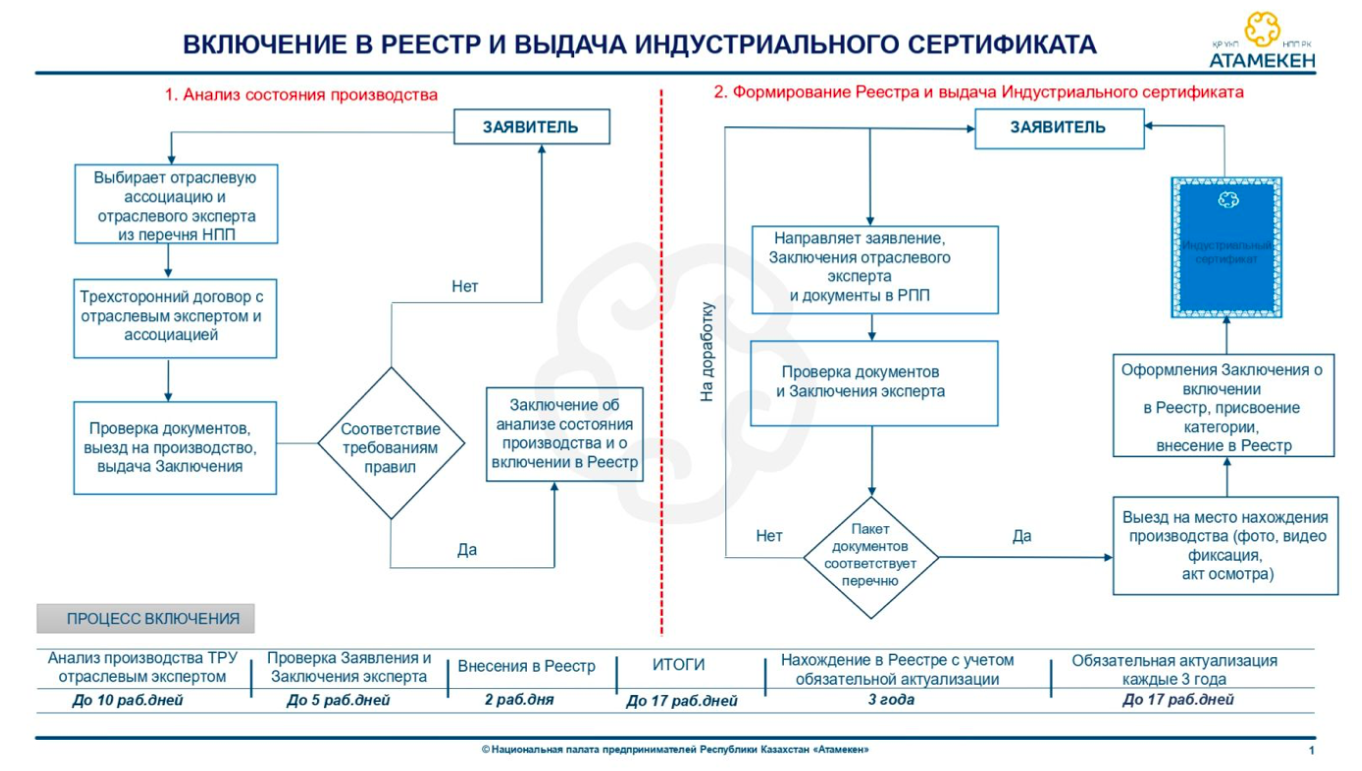 ВКЛЮЧЕНИЕ В РЕЕСТР И ВЫДАЧА ИНДУСТРИАЛЬНОГО СЕРТИФИКАТА
ҚР ҰКП НПП РК
АТАМЕКЕН
1. Анализ состояния производства
ЗАЯВИТЕЛЬ
Выбирает отраслевую
ассоциацию и
отраслевого эксперта
из перечня НПП
Трехсторонний договор с
отраслевым экспертом и
ассоциацией
Проверка документов,
выезд на производство,
выдача Заключения
Соответствие
требованиям
правил
Нет
Да
Заключение об
анализе состояния
производства и о
включении в Реестр
2. Формирование Реестра и выдача Индустриального сертификата
ЗАЯВИТЕЛЬ
Направляет заявление,
Заключения отраслевого
эксперта
и документы в РПП
Проверка документов
и Заключения эксперта
На доработку
Пакет
документов
соответствует
перечню
Нет
Да
Выезд на место нахождения
производства (фото, видео
фиксация,
акт осмотра)
Оформления Заключения о
включении
в Реестр, присвоение
категории,
внесение в Реестр
Индустриальный
сертификат
ПРОЦЕСС ВКЛЮЧЕНИЯ
Анализ производства ТРУ
отраслевым экспертом
До 10 раб.дней
Проверка Заявления и
Заключения эксперта
До 5 раб.дней
Внесения в Реестр
2 раб.дня
ИТОГИ
До 17 раб.дней
Нахождение в Реестре с учетом
обязательной актуализации
3 года
Обязательная актуализация
каждые 3 года
До 17 раб.дней
© Национальная палата предпринимателей Республики Казахстан «Атамекен»
1